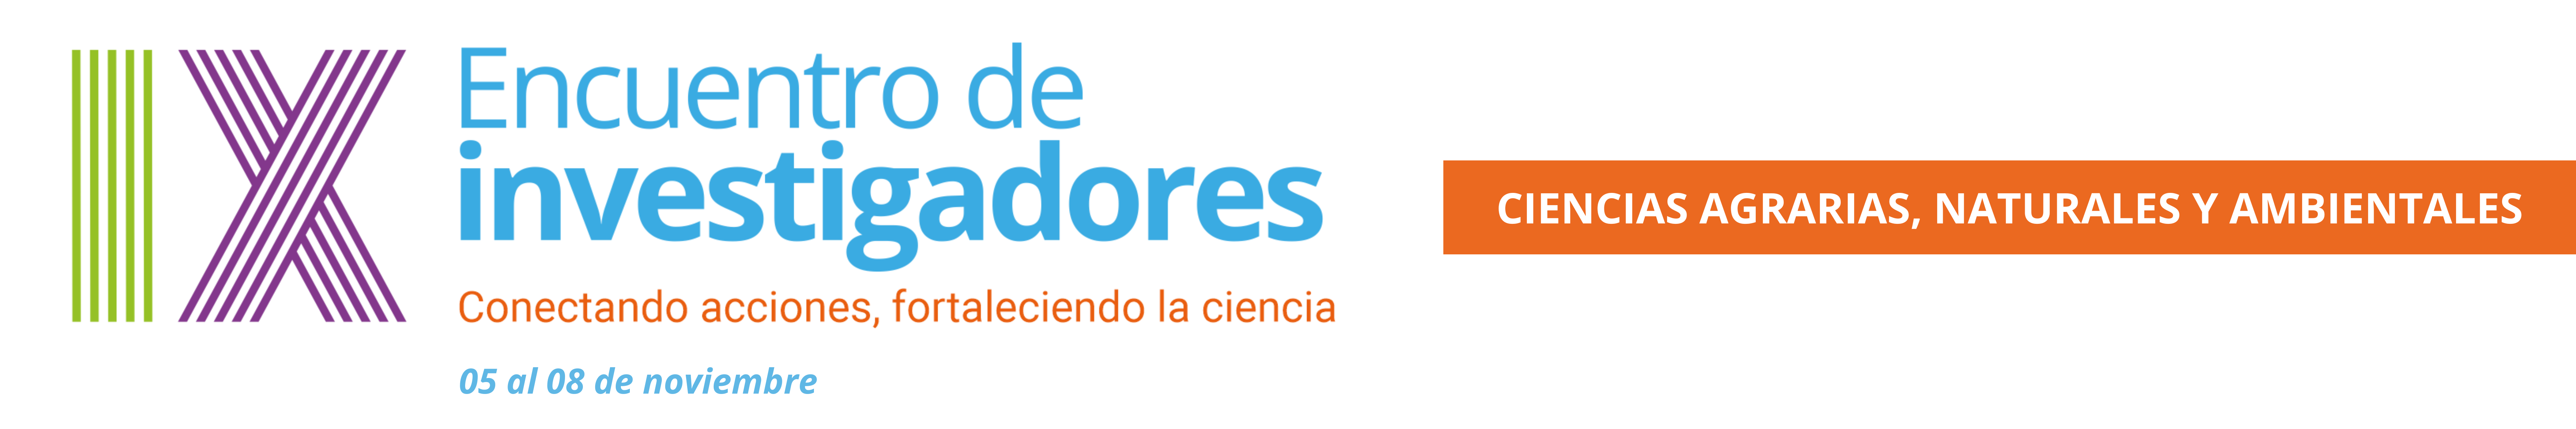 IX
Encuentro de
investigadores
Conectando acciones, fortaleciendo la ciencia
05 al 08 de noviembre
CIENCIAS AGRARIAS, NATURALES Y AMBIENTALES